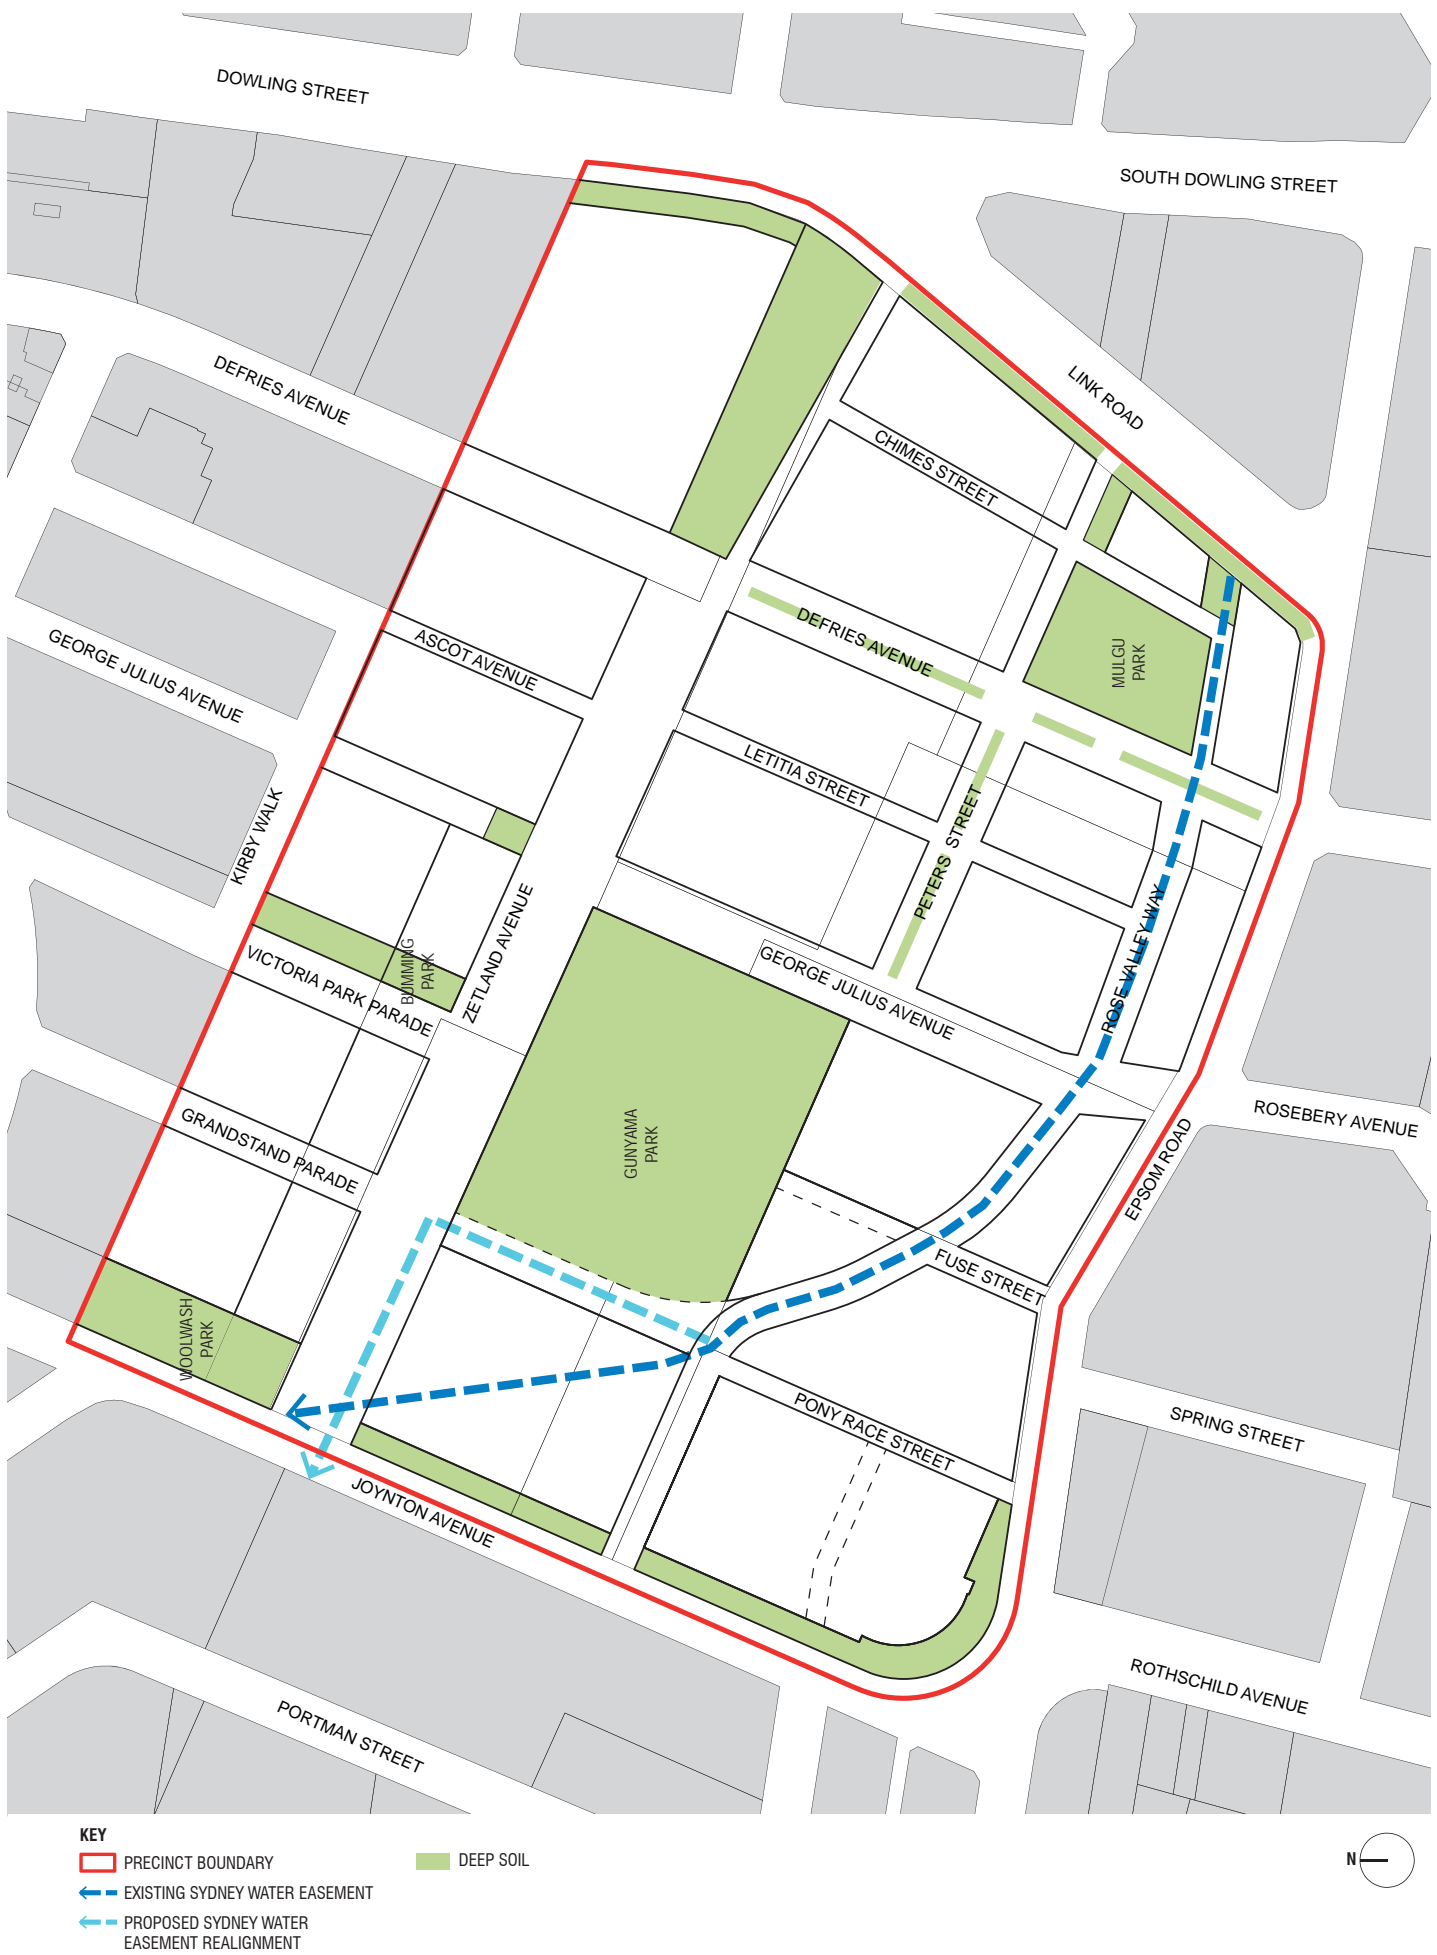 DOWLING STREET
SOUTH DOWLING STREET
LINK ROAD
DEFRIES AVENUE
CHIMES STREET
DEFRIES AVENUE
MULGU
PARK
GEORGE JULIUS AVENUE
ASCOT AVENUE
LETITIA STREET
PETERS STREET
KIRBY WALK
ZETLAND AVENUE
BUMMING
PARK
VICTORIA PARK PARADE
GEORGE JULIUS AVENUE
ROSE VALLEY WAY
GUNYAMA
PARK
GRANDSTAND PARADE
ROSEBERY AVENUE
EPSOM ROAD
FUSE STREET
WOOLWASH
PARK
PONY RACE STREET
SPRING STREET
JOYNTON AVENUE
ROTHSCHILD AVENUE
PORTMAN STREET
KEY
PRECINCT BOUNDARY
DEEP SOIL
EXISTING SYDNEY WATER EASEMENT
PROPOSED SYDNEY WATER
EASEMENT REALIGNMENT
N